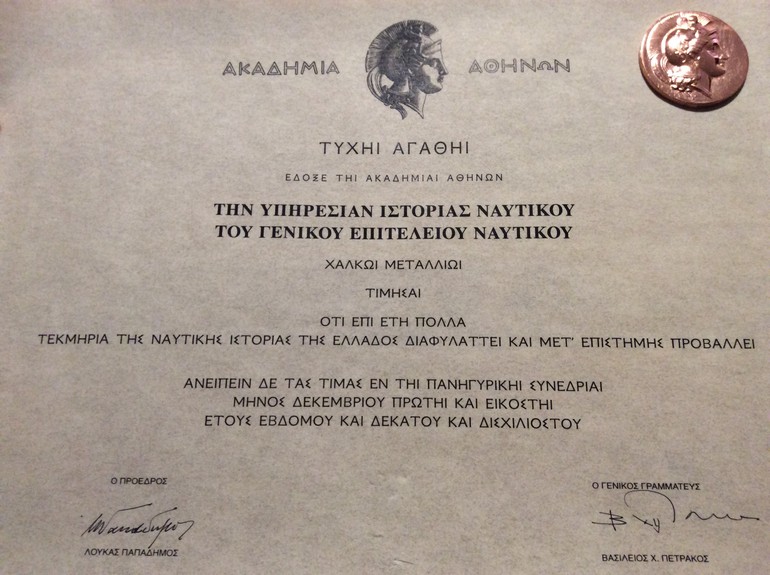 ΑΚΑΔΗΜΙΑ ΑΘΗΝΩΝ
ΤΥΧΗΙ ΑΓΑΘΗΙ
ΕΔΟΞΕ ΤΗΙ ΑΚΑΔΗΜΙΑΙ ΑΘΗΝΩΝ
ΤΗΝ ΥΠΗΡΕΣΙΑΝ ΙΣΤΟΡΙΑΣ ΝΑΥΤΙΚΟΥ
ΤΟΥ ΓΕΝΙΚΟΥ ΕΠΙΤΕΛΕΙΟΥ ΝΑΥΤΙΚΟΥ
ΧΑΛΚΩΙ ΜΕΤΑΛΛΙΩΙ
ΤΙΜΗΣΑΙ
ΟΤΙ ΕΠΙ ΕΤΗ ΠΟΛΛΑ
ΤΕΚΜΗΡΙΑ ΤΗΣ ΝΑΥΤΙΚΗΣ ΙΣΤΟΡΙΑΣ ΤΗΣ ΕΛΛΑΔΟΣ ΔΙΑΦΥΛΑΤΤΕΙ ΚΑΙ ΜΕΤ' ΕΠΙΣΤΗΜΗΣ ΠΡΟΒΑΛΛΕΙ
ΑΝΕΙΠΕΙΝ ΔΕ ΤΑΣ ΤΙΜΑΣ ΕΝ ΤΗΙ ΠΑΝΗΓΥΡΙΚΗΙ ΣΥΝΕΔΡΙΑΙ
ΜΗΝΟΣ ΔΕΚΕΜΒΡΙΟΥ ΠΡΩΤΗΙ ΚΑΙ ΕΙΚΟΣΤΗΙ
ΕΤΟΥΣ ΕΒΔΟΜΟΥ ΚΑΙ ΔΕΚΑΤΟΥ ΚΑΙ ΔΙΣΧΙΛΙΟΣΤΟΥ
Ο ΠΡΟΕΔΡΟΣ
ΛΟΥΚΑΣ ΠΑΠΑΔΗΜΟΣ
Ο ΓΕΝΙΚΟΣ ΓΡΑΜΜΑΤΕΥΣ
ΒΑΣΙΛΕΙΟΣ Χ. ΠΕΤΡΑΚΟΣ